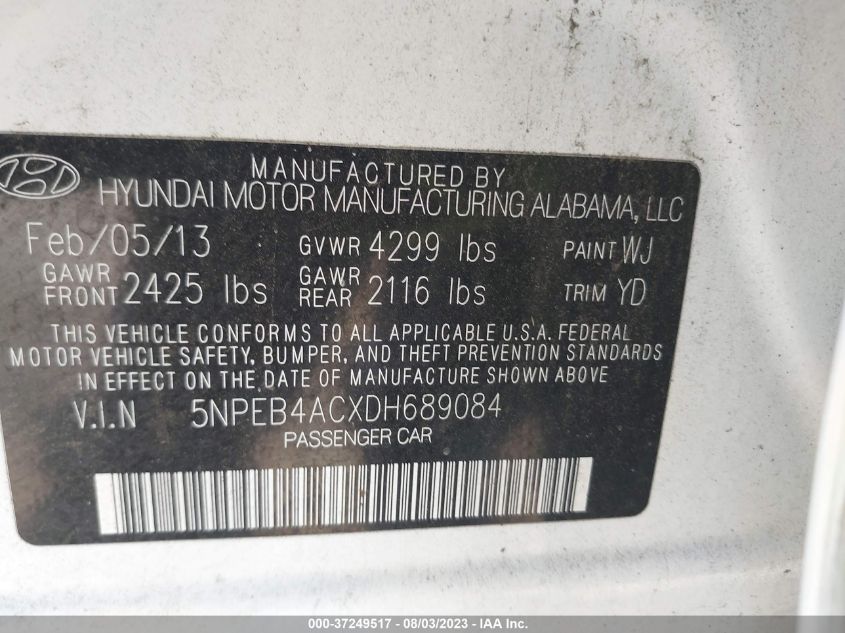 MANUFACTURED BY
HYUNDAI MOTOR MANUFACTURING ALABAMA, LLC
Feb/05/13 GVWR 4299 lbs PAINT WJ
GAWR FRONT 2425 lbs GAWR REAR 2116 lbs TRIM YD
THIS VEHICLE CONFORMS TO ALL APPLICABLE U.S.A. FEDERAL
MOTOR VEHICLE SAFETY, BUMPER, AND THEFT PREVENTION STANDARDS
IN EFFECT ON THE DATE OF MANUFACTURE SHOWN ABOVE
V.I.N 5NPEB4ACXDH689084
PASSENGER CAR
000-37249517 - 08/03/2023 - IAA Inc.